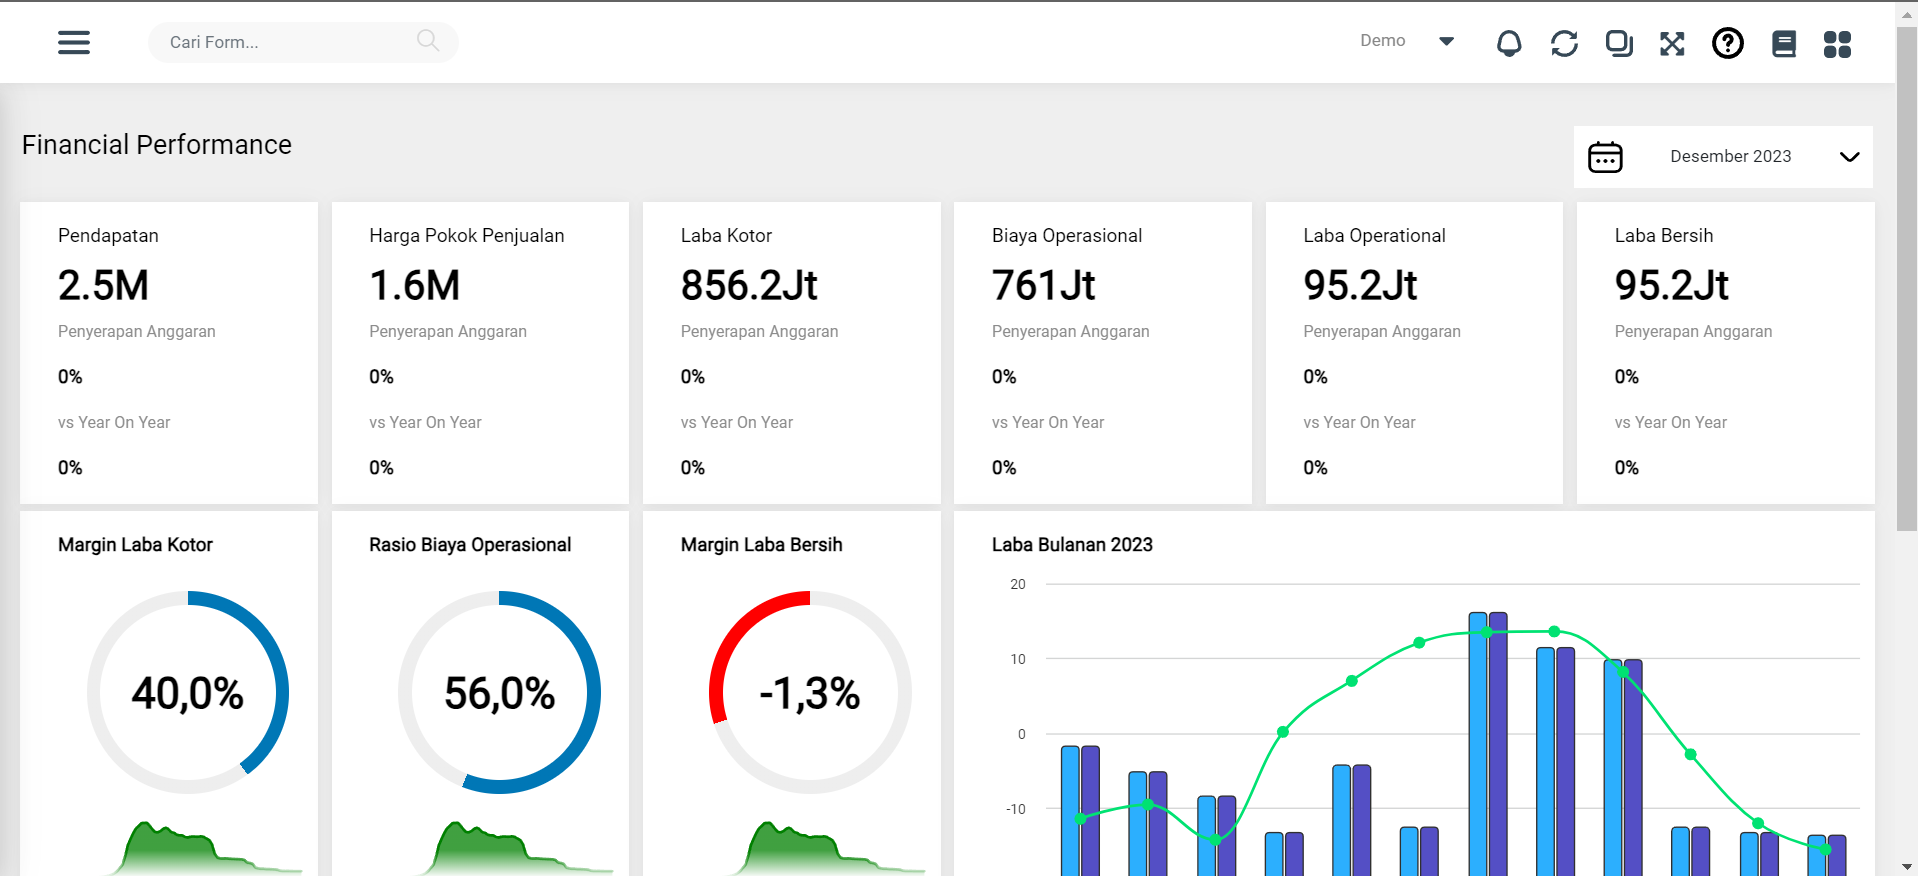 Cari Form...
Demo
Financial Performance
Desember 2023
Pendapatan
2.5M
Penyerapan Anggaran
0%
vs Year On Year
0%
Harga Pokok Penjualan
1.6M
Penyerapan Anggaran
0%
vs Year On Year
0%
Laba Kotor
856.2Jt
Penyerapan Anggaran
0%
vs Year On Year
0%
Biaya Operasional
761Jt
Penyerapan Anggaran
0%
vs Year On Year
0%
Laba Operational
95.2Jt
Penyerapan Anggaran
0%
vs Year On Year
0%
Laba Bersih
95.2Jt
Penyerapan Anggaran
0%
vs Year On Year
0%
Margin Laba Kotor
40,0%
Rasio Biaya Operasional
56,0%
Margin Laba Bersih
-1,3%
Laba Bulanan 2023
20
10
0
-10